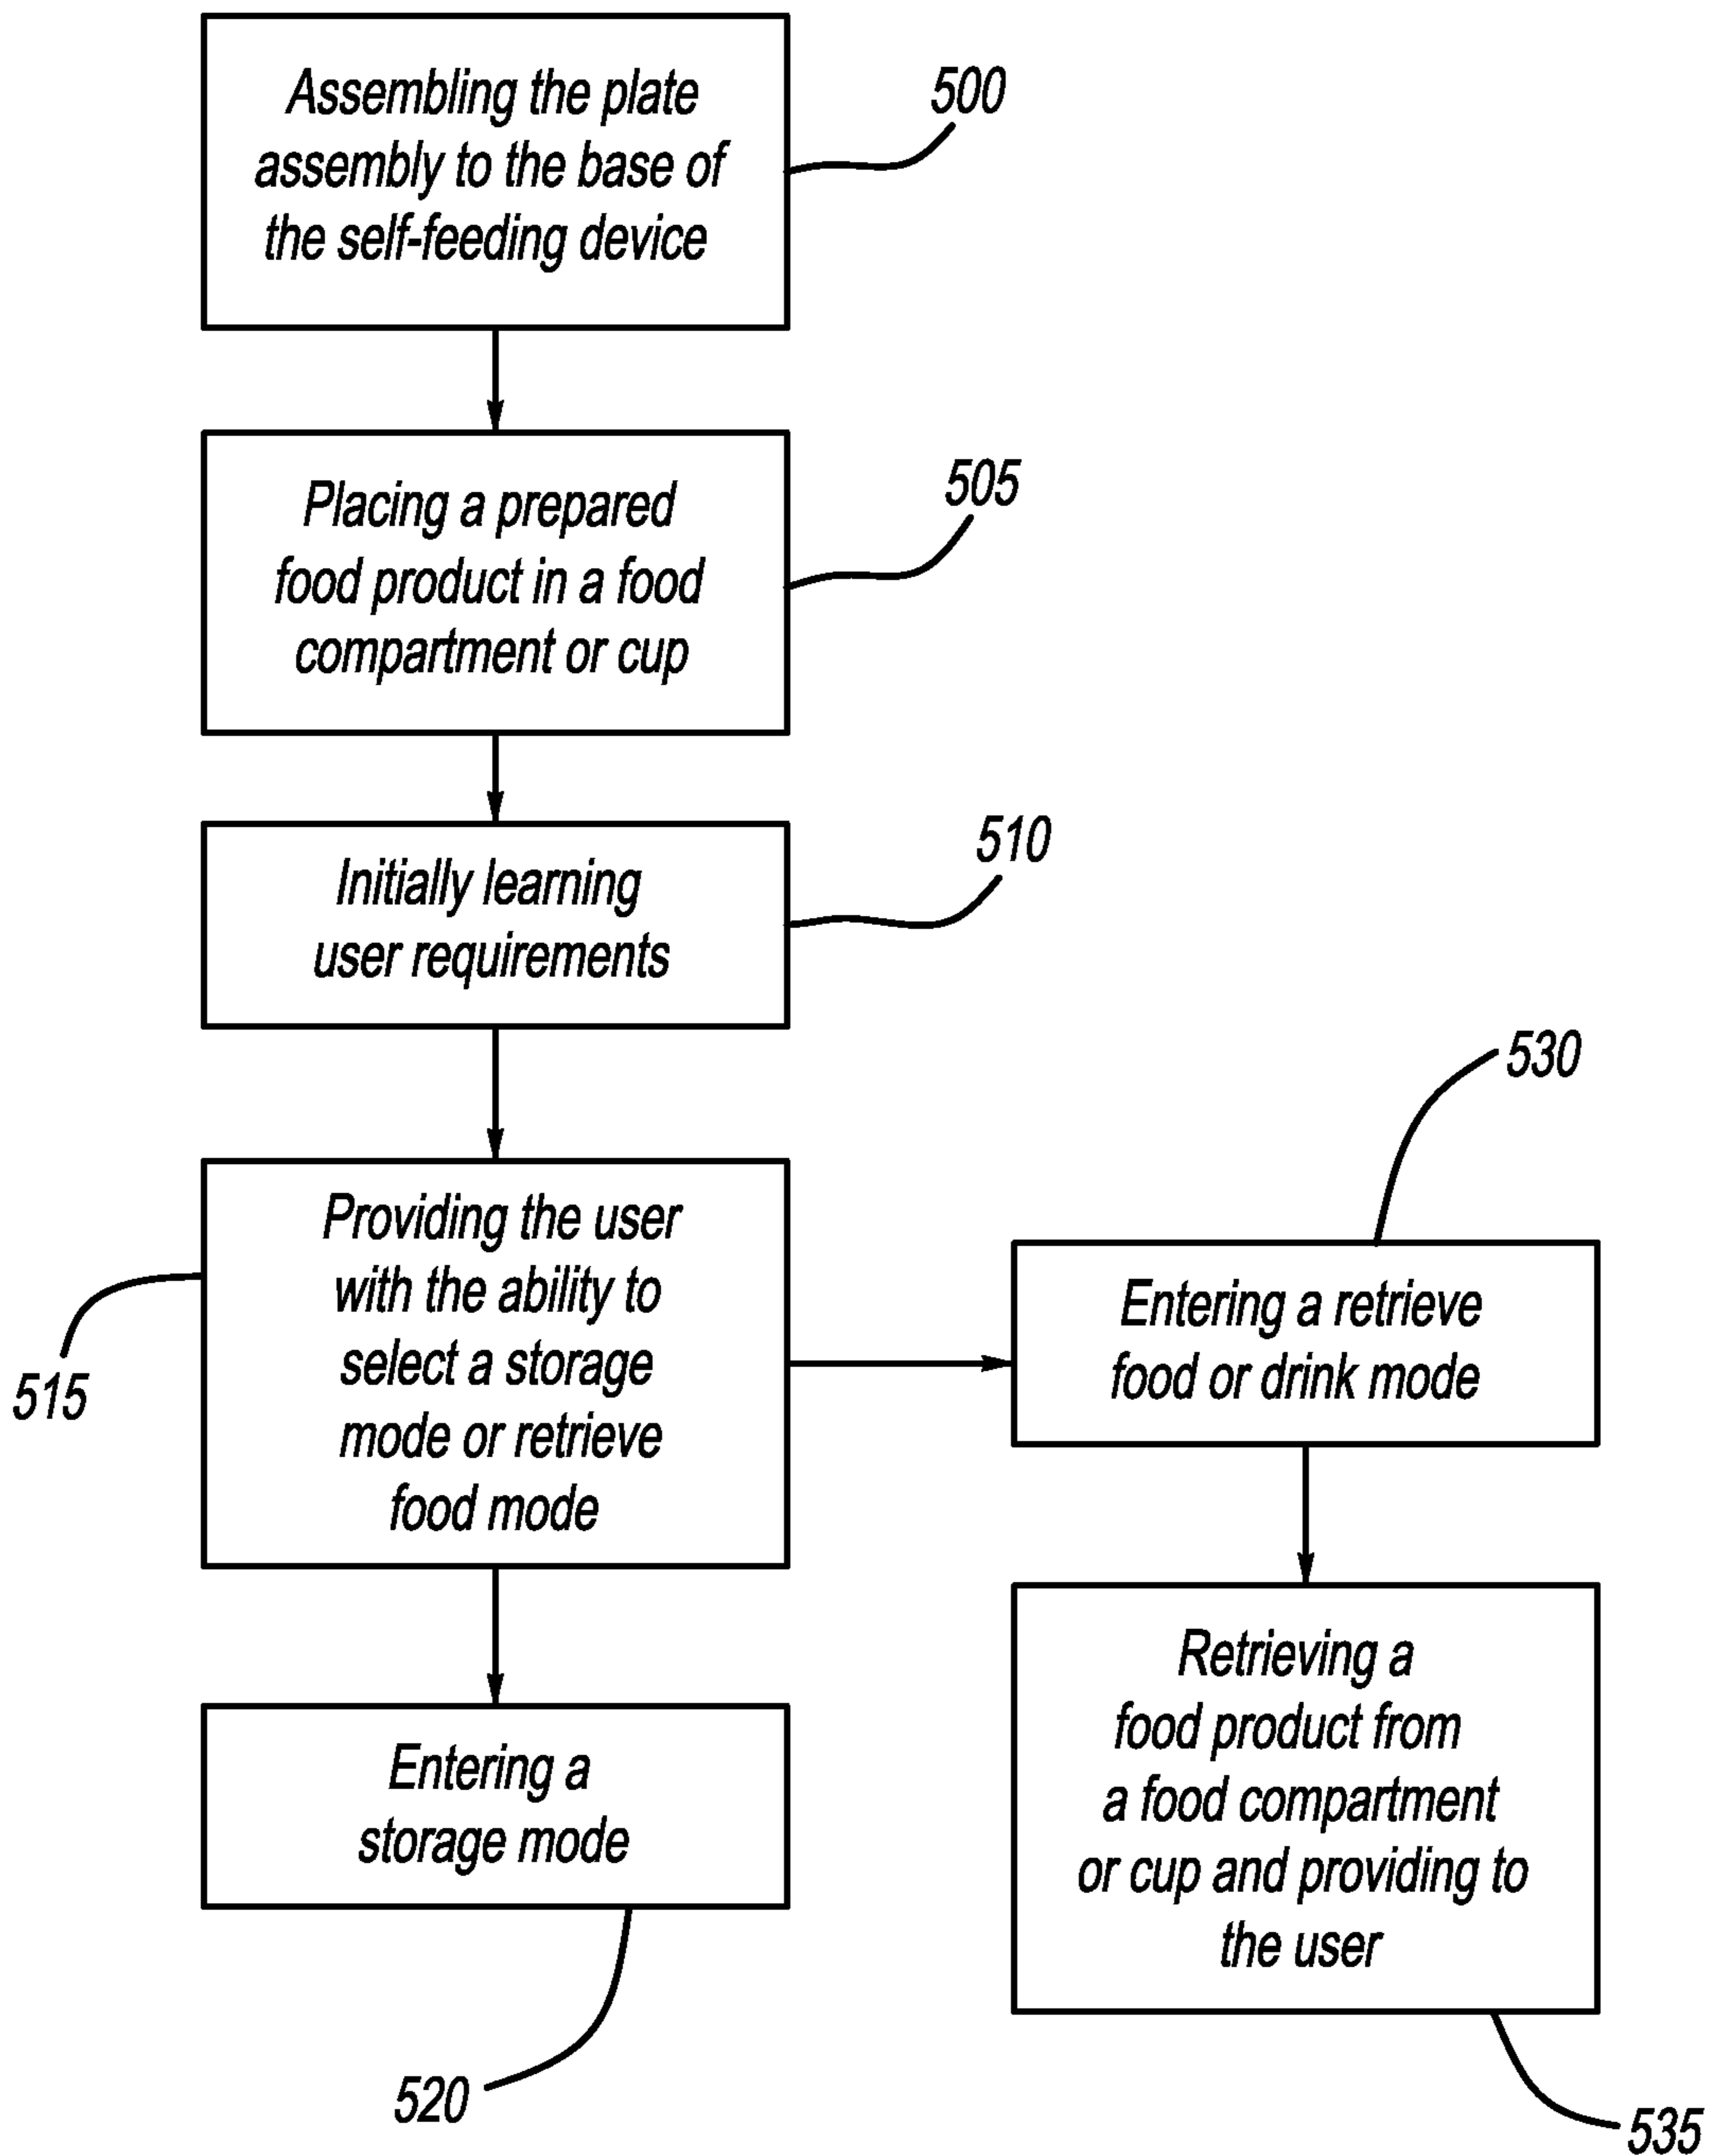 Assembling the plate
assembly to the base of
the self-feeding device
500
Placing a prepared
food product in a food
compartment or cup
505
Initially learning
user requirements
510
Providing the user
with the ability to
select a storage
mode or retrieve
food mode
515
Entering a
storage mode
520
Entering a retrieve
food or drink mode
530
Retrieving a
food product from
a food compartment
or cup and providing to
the user
535